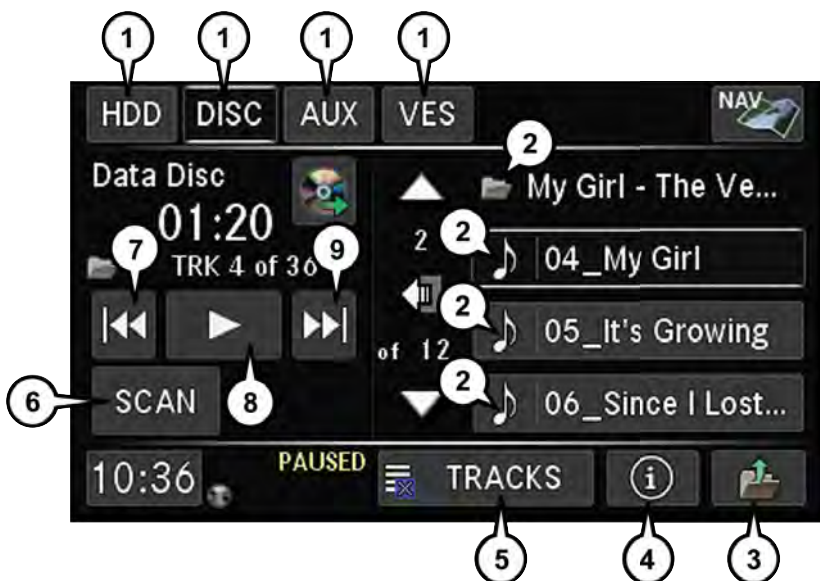 1 1 1 1
HDD DISC AUX VES NAV
2
Data Disc My Girl - The Ve...
01:20
7 9 2 2 04_My Girl
TRK 4 of 36
2 05_It's Growing
of 12
6 SCAN 8 2 06_Since I Lost...
10:36 PAUSED TRACKS i
5 4 3